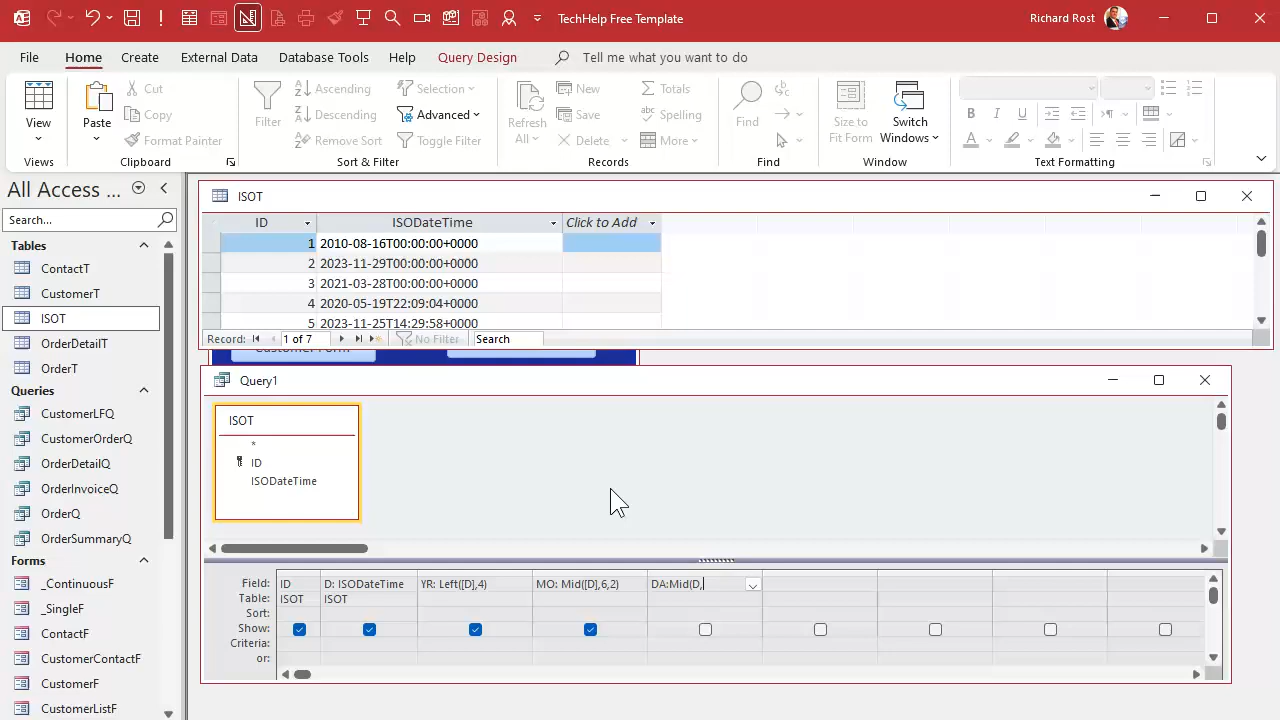 TechHelp Free Template
Richard Rost
File Home Create External Data Database Tools Help Query Design Tell me what you want to do
View
Views
Paste
Cut
Copy
Format Painter
Clipboard
Filter
Ascending
Descending
Remove Sort
Selection
Advanced
Toggle Filter
Sort & Filter
Refresh All
New
Save
Delete
Totals
Spelling
More
Records
Find
Find
Size to Fit Form
Switch Windows
Window
B I U
A
Text Formatting
All Access ...
Search...
Tables
ContactT
CustomerT
ISOT
OrderDetailT
OrderT
Queries
CustomerLFQ
CustomerOrderQ
OrderDetailQ
OrderInvoiceQ
OrderQ
OrderSummaryQ
Forms
_ContinuousF
_SingleF
ContactF
CustomerContactF
CustomerF
CustomerListF
ISOT
ID ISODateTime Click to Add
1 2010-08-16T00:00:00+0000
2 2023-11-29T00:00:00+0000
3 2021-03-28T00:00:00+0000
4 2020-05-19T22:09:04+0000
5 2023-11-25T14:29:58+0000
Record: 1 of 7 No Filter Search
Customer Form
Query1
ISOT
*
ID
ISODateTime
Field: ID D: ISODateTime YR: Left([D],4) MO: Mid([D],6,2) DA:Mid(D,
Table: ISOT ISOT
Sort:
Show:
Criteria:
or: